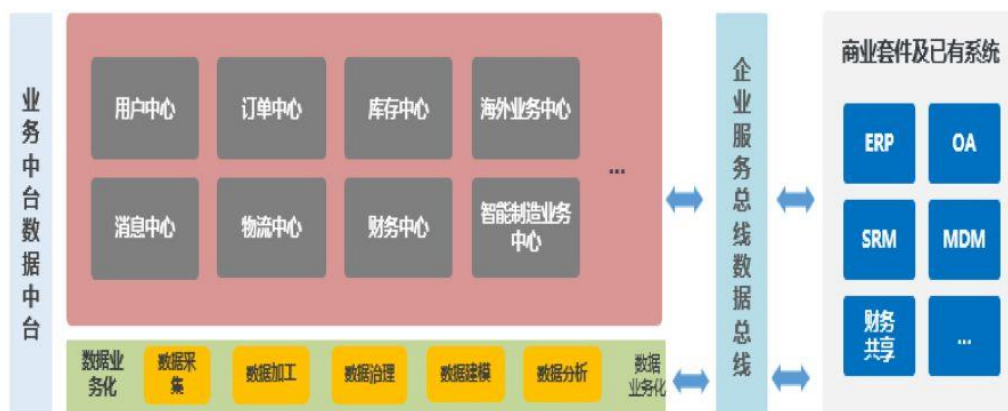 业务中台数据中台
用户中心
订单中心
库存中心
海外业务中心
...
消息中心
物流中心
财务中心
智能制造业务
中心
数据业
务化
数据采
集
数据加工
数据治理
数据建模
数据分析
数据
业务化
企业服务总线数据总线
商业套件及已有系统
ERP
OA
SRM
MDM
财务
共享
...